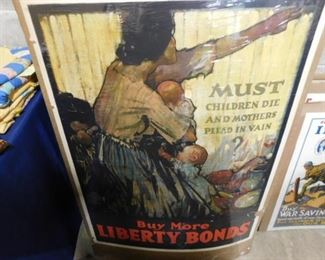 MUST
CHILDREN DIE
AND MOTHERS
PLEAD IN VAIN
?
Buy More
LIBERTY BONDS
WAR SAVIN